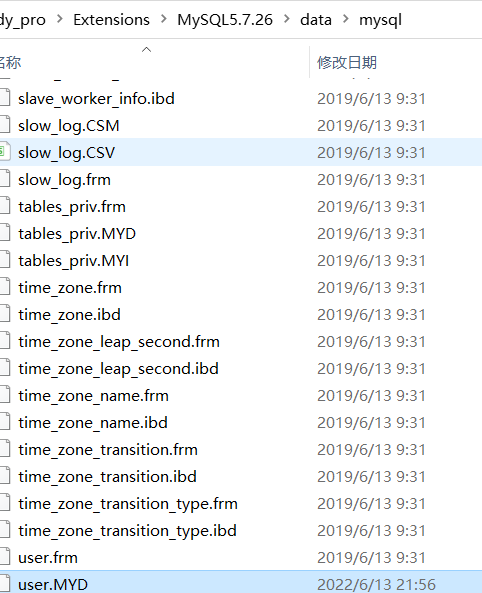 dy_pro > Extensions > MySQL5.7.26 > data > mysql
名称 修改日期
slave_worker_info.ibd 2019/6/13 9:31
slow_log.CSM 2019/6/13 9:31
slow_log.CSV 2019/6/13 9:31
slow_log.frm 2019/6/13 9:31
tables_priv.frm 2019/6/13 9:31
tables_priv.MYD 2019/6/13 9:31
tables_priv.MYI 2019/6/13 9:31
time_zone.frm 2019/6/13 9:31
time_zone.ibd 2019/6/13 9:31
time_zone_leap_second.frm 2019/6/13 9:31
time_zone_leap_second.ibd 2019/6/13 9:31
time_zone_name.frm 2019/6/13 9:31
time_zone_name.ibd 2019/6/13 9:31
time_zone_transition.frm 2019/6/13 9:31
time_zone_transition.ibd 2019/6/13 9:31
time_zone_transition_type.frm 2019/6/13 9:31
time_zone_transition_type.ibd 2019/6/13 9:31
user.frm 2019/6/13 9:31
user.MYD 2022/6/13 21:56